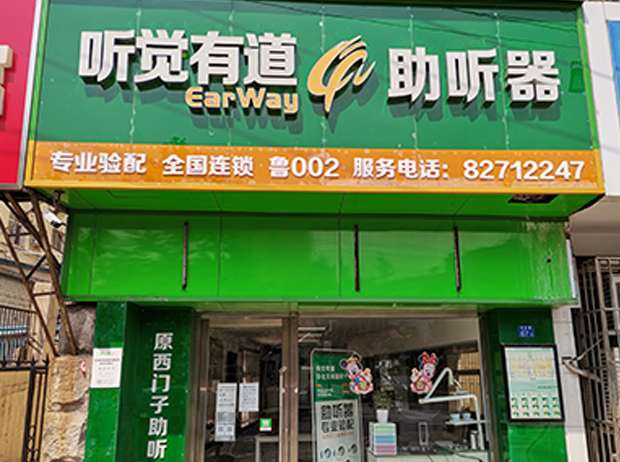 听觉有道 助听器
EarWay
专业验配 全国连锁 鲁002 服务电话：82712247
原西门子助听
助听器
专业验配